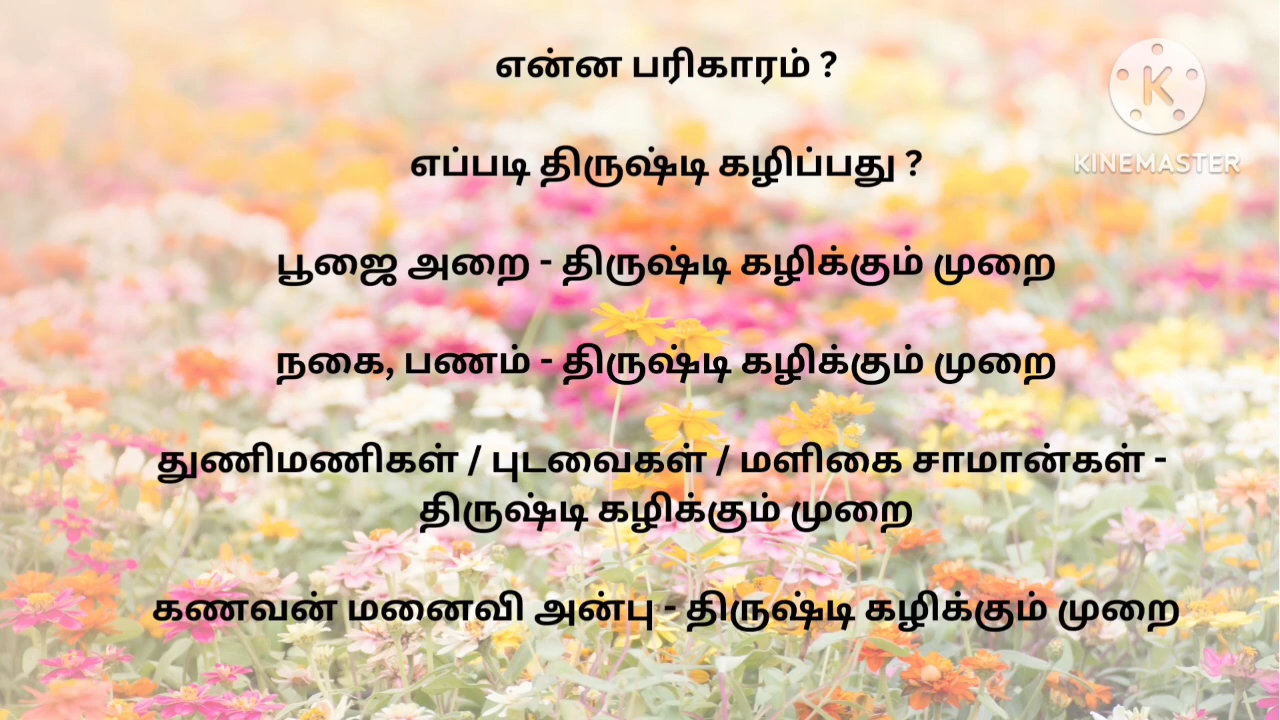 என்ன பரிகாரம் ?
KINEMASTER
எப்படி திருஷ்டி கழிப்பது ?
பூஜை அறை - திருஷ்டி கழிக்கும் முறை
நகை, பணம் - திருஷ்டி கழிக்கும் முறை
துணிமணிகள் / புடவைகள் / மளிகை சாமான்கள் -
திருஷ்டி கழிக்கும் முறை
கணவன் மனைவி அன்பு - திருஷ்டி கழிக்கும் முறை